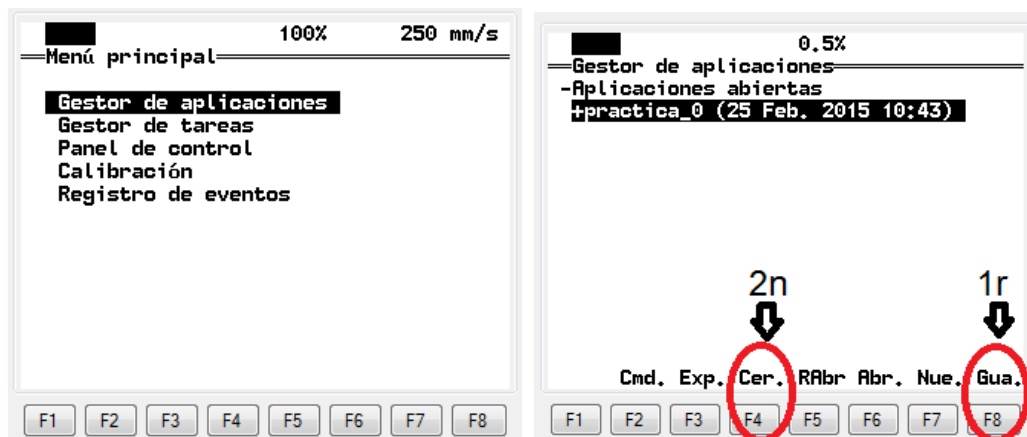 100% 250 mm/s
Menú principal
Gestor de aplicaciones
Gestor de tareas
Panel de control
Calibración
Registro de eventos
F1 F2 F3 F4 F5 F6 F7 F8
0.5%
Gestor de aplicaciones
-Aplicaciones abiertas
+practica_0 (25 Feb. 2015 10:43)
2n 1r
Cmd. Exp. Cer. RAbr Abr. Nue. Gua.
F1 F2 F3 F4 F5 F6 F7 F8